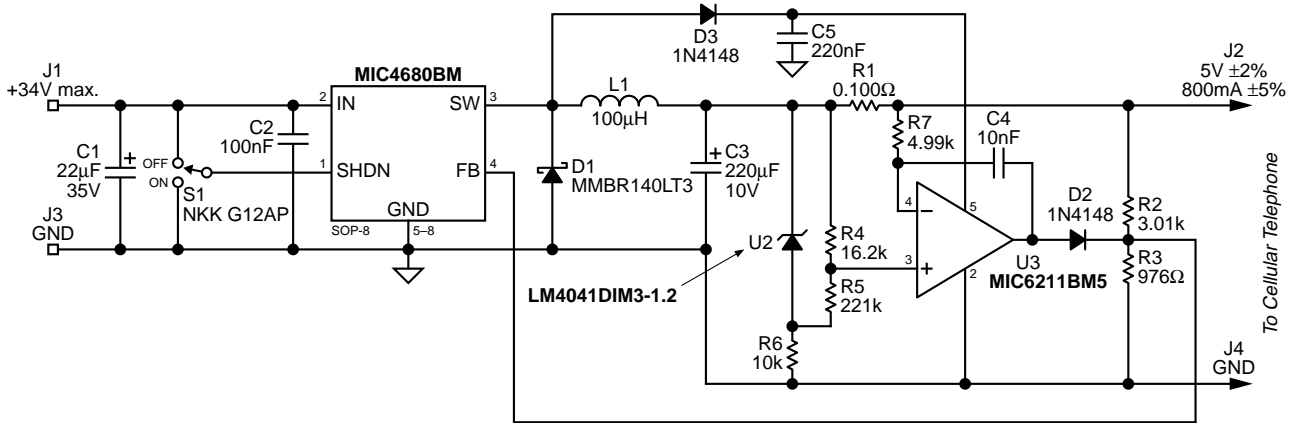 J1
+34V max.
C1
22µF
35V
J3
GND
OFF
ON
S1
NKK G12AP
C2
100nF
MIC4680BM
2
IN
SW
3
1
SHDN
FB
4
GND
SOP-8
5–8
D3
1N4148
C5
220nF
L1
100µH
D1
MMBR140LT3
C3
220µF
10V
R1
0.100Ω
R7
4.99k
C4
10nF
J2
5V ±2%
800mA ±5%
4
5
3
2
U3
MIC6211BM5
D2
1N4148
R2
3.01k
R3
976Ω
U2
LM4041DIM3-1.2
R4
16.2k
R5
221k
R6
10k
J4
GND
To Cellular Telephone